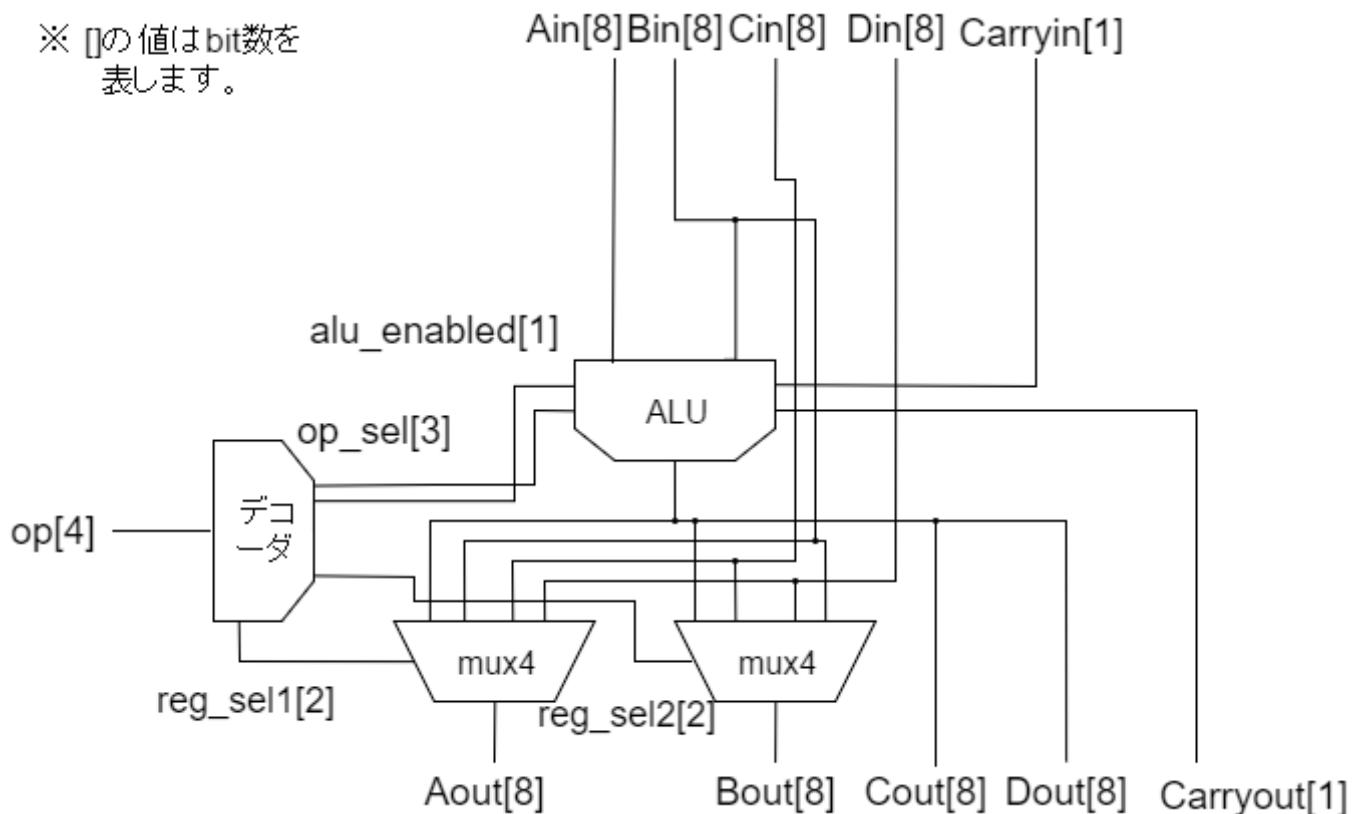 ※ []の値はbit数を
表します。
Ain[8] Bin[8] Cin[8] Din[8] Carryin[1]
alu_enabled[1]
ALU
op_sel[3]
デコ
ーダ
op[4]
mux4 mux4
reg_sel1[2]
reg_sel2[2]
Aout[8] Bout[8] Cout[8] Dout[8] Carryout[1]